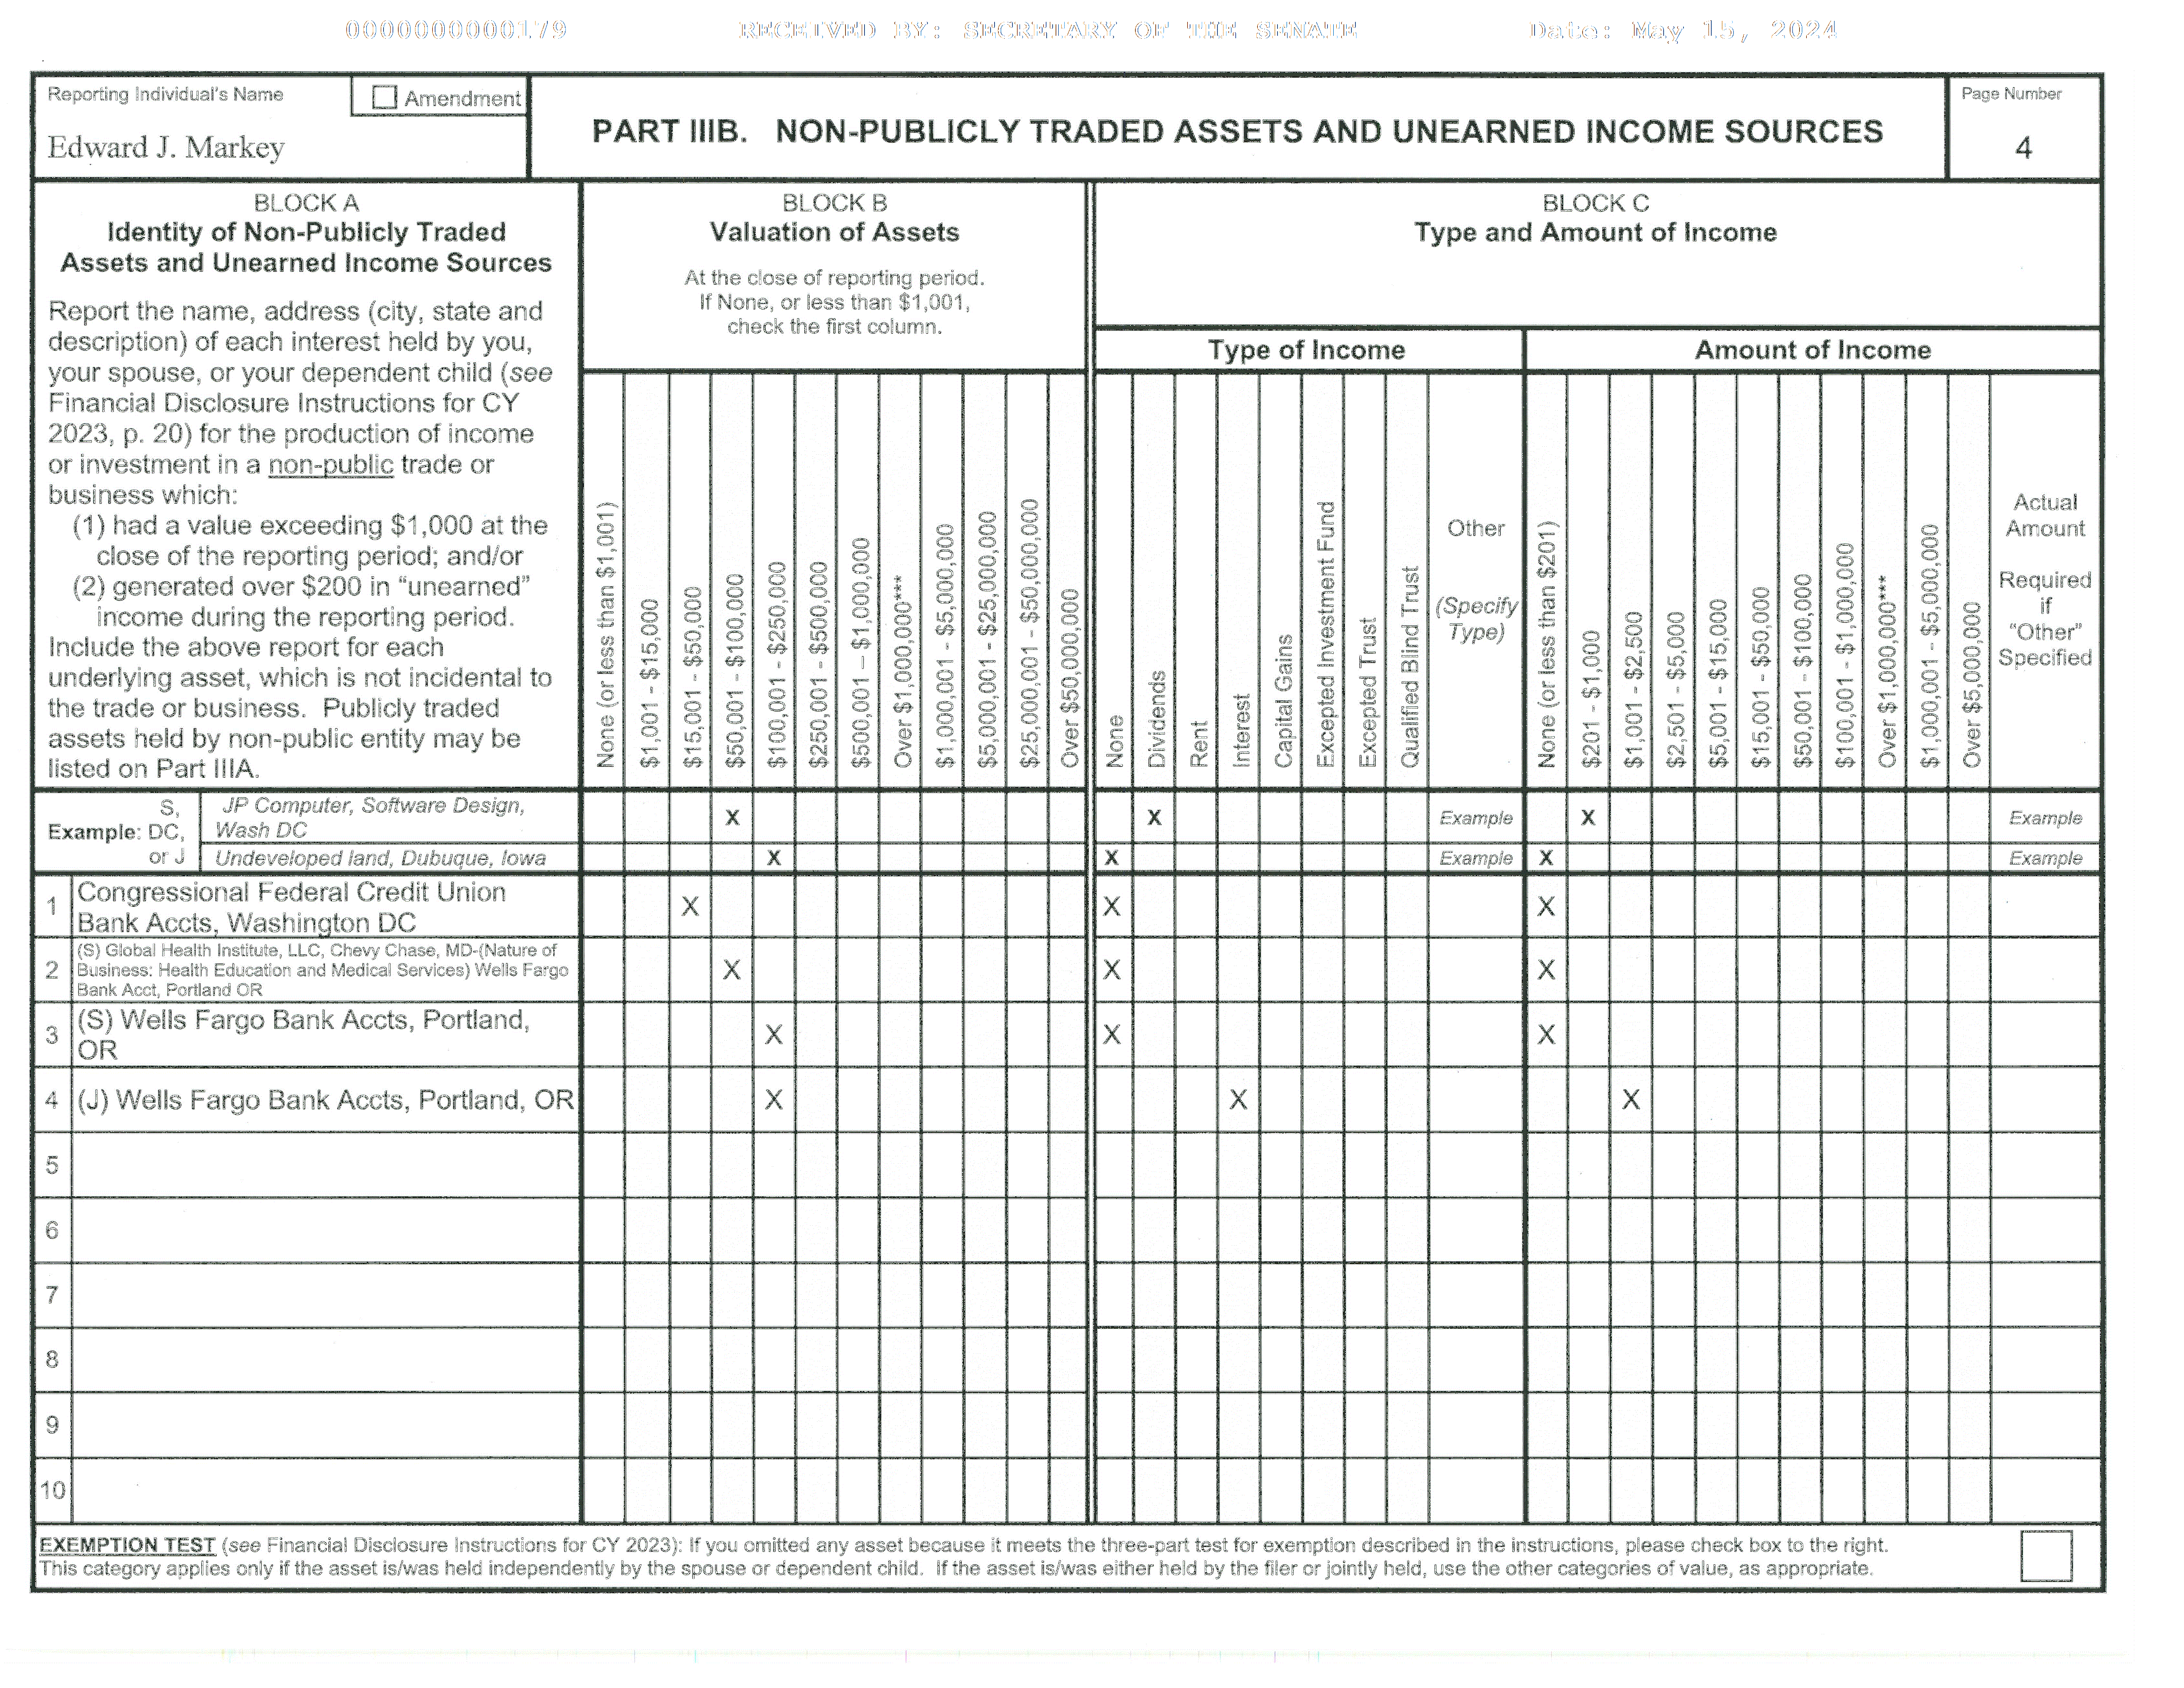 0000000000179 RECEIVED BY: SECRETARY OF THE SENATE Date: May 15, 2024
Reporting Individual's Name
Amendment
Edward J. Markey
PART IIIB. NON-PUBLICLY TRADED ASSETS AND UNEARNED INCOME SOURCES
Page Number
4
BLOCK A
Identity of Non-Publicly Traded
Assets and Unearned Income Sources
Report the name, address (city, state and
description) of each interest held by you,
your spouse, or your dependent child (see
Financial Disclosure Instructions for CY
2023, p. 20) for the production of income
or investment in a non-public trade or
business which:
(1) had a value exceeding $1,000 at the
close of the reporting period; and/or
(2) generated over $200 in “unearned”
income during the reporting period.
Include the above report for each
underlying asset, which is not incidental to
the trade or business. Publicly traded
assets held by non-public entity may be
listed on Part IIIA.
BLOCK B
Valuation of Assets
At the close of reporting period.
If None, or less than $1,001,
check the first column.
None (or less than $1,001)
$1,001 - $15,000
$15,001 - $50,000
$50,001 - $100,000
$100,001 - $250,000
$250,001 - $500,000
$500,001 – $1,000,000
Over $1,000,000***
$1,000,001 - $5,000,000
$5,000,001 - $25,000,000
$25,000,001 - $50,000,000
Over $50,000,000
BLOCK C
Type and Amount of Income
Type of Income
None
Dividends
Rent
Interest
Capital Gains
Excepted Investment Fund
Excepted Trust
Qualified Blind Trust
Other
(Specify
Type)
Amount of Income
None (or less than $201)
$201 - $1,000
$1,001 - $2,500
$2,501 - $5,000
$5,001 - $15,000
$15,001 - $50,000
$50,001 - $100,000
$100,001 - $1,000,000
Over $1,000,000***
$1,000,001 - $5,000,000
Over $5,000,000
Actual
Amount
Required
if
“Other”
Specified
Example:
S,
DC,
or J
JP Computer, Software Design,
Wash DC
X X Example X Example
Undeveloped land, Dubuque, Iowa X X Example X Example
1
Congressional Federal Credit Union
Bank Accts, Washington DC
X X X
2
(S) Global Health Institute, LLC, Chevy Chase, MD-(Nature of
Business: Health Education and Medical Services) Wells Fargo
Bank Acct, Portland OR
X X X
3
(S) Wells Fargo Bank Accts, Portland,
OR
X X X
4 (J) Wells Fargo Bank Accts, Portland, OR X X X
5
6
7
8
9
10
EXEMPTION TEST (see Financial Disclosure Instructions for CY 2023): If you omitted any asset because it meets the three-part test for exemption described in the instructions, please check box to the right.
This category applies only if the asset is/was held independently by the spouse or dependent child. If the asset is/was either held by the filer or jointly held, use the other categories of value, as appropriate.